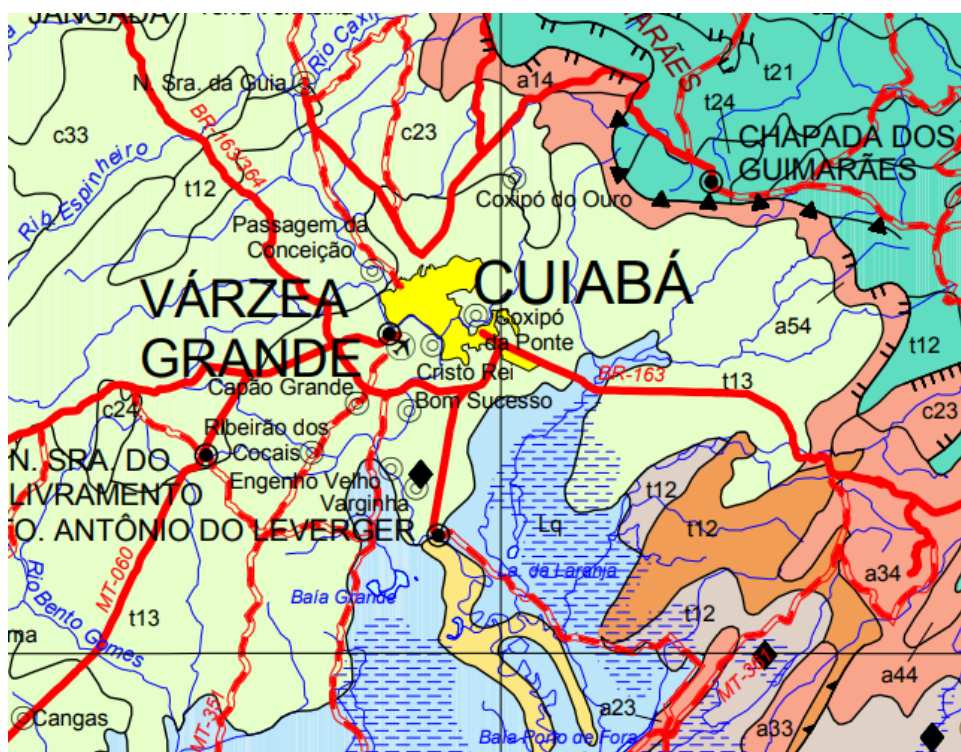 JANGADA
Rio Caxi
N. Sra. da Guia
a14
t21
t24
c33
c23
BR-163/364
Rio Espinheiro
t12
CHAPADA DOS
GUIMARÃES
Coxipó do Ouro
Passagem da
Conceição
VÁRZEA
GRANDE
CUIABÁ
Coxipó
da Ponte
a54
t12
Cristo Rei
BR-163
t13
Capão Grande
Bom Sucesso
c24
c23
Ribeirão dos
Cocais
N. SRA. DO
LIVRAMENTO
Engenho Velho
Varginha
t12
O. ANTÔNIO DO LEVERGER
Lq
t12
La. da Laranja
a34
MT-060
Rio Bento Gomes
Baía Grande
t13
t12
ma
MT-361
a44
Cangas
MT-351
a23
a33
Baía Porto de Fora